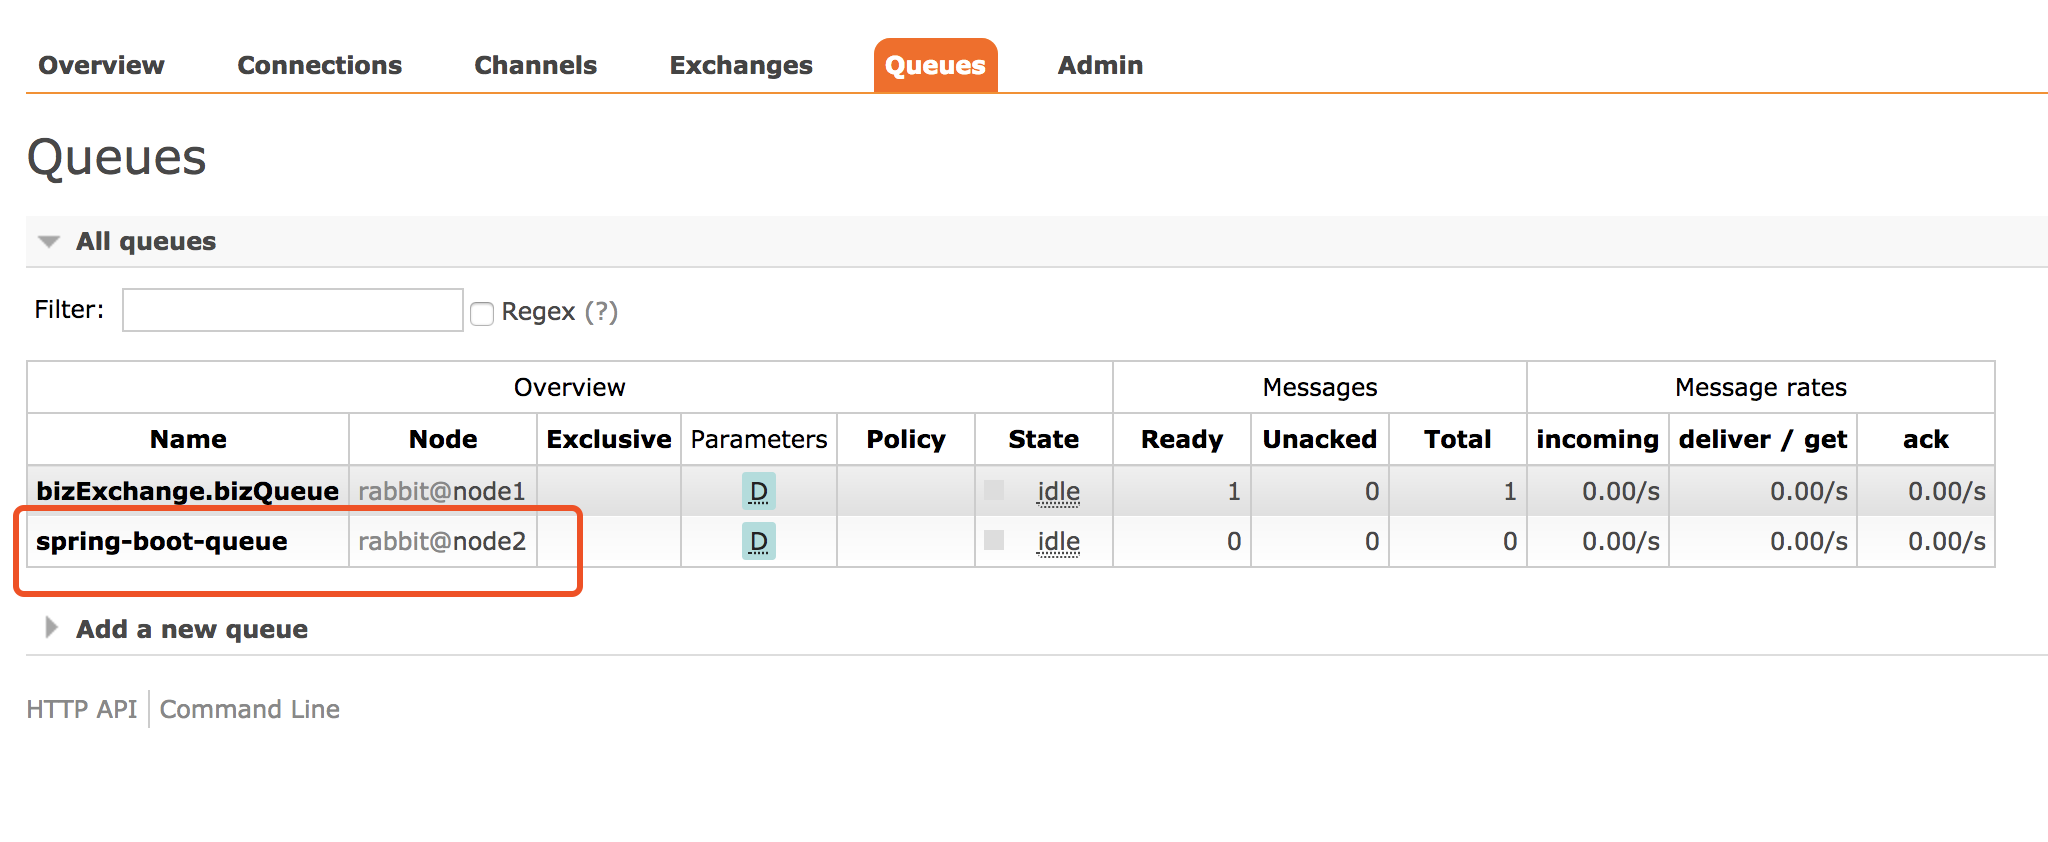 Overview Connections Channels Exchanges Queues Admin
Queues
All queues
Filter: Regex (?)
Overview Messages Message rates
Name Node Exclusive Parameters Policy State Ready Unacked Total incoming deliver / get ack
bizExchange.bizQueue rabbit@node1 D idle 1 0 1 0.00/s 0.00/s 0.00/s
spring-boot-queue rabbit@node2 D idle 0 0 0 0.00/s 0.00/s 0.00/s
Add a new queue
HTTP API Command Line